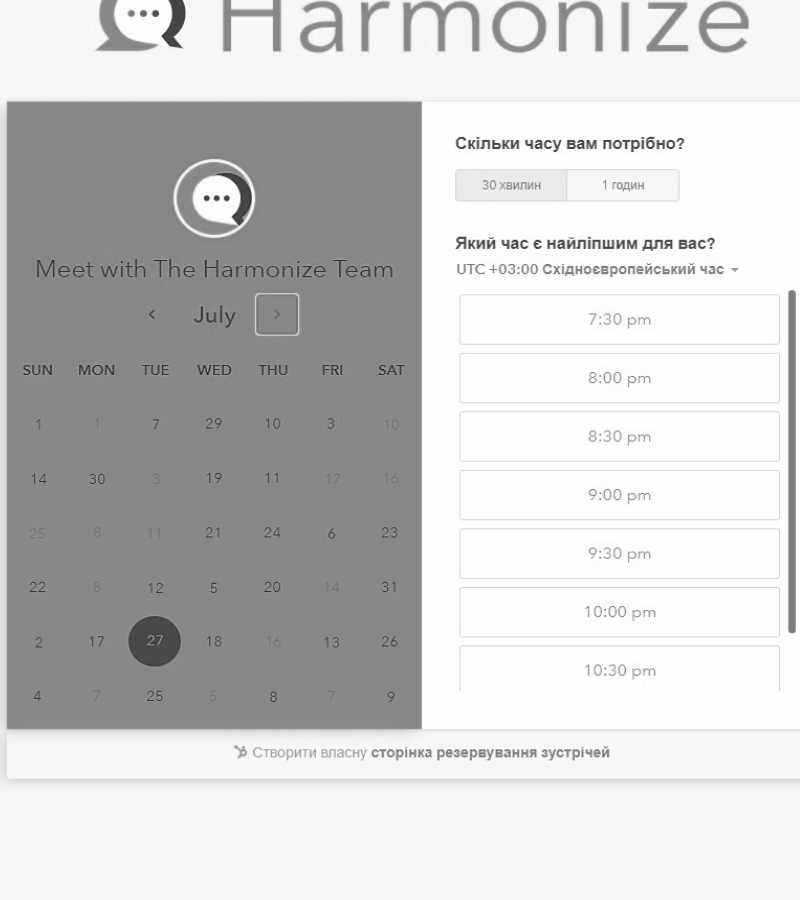 Harmonize
Meet with The Harmonize Team
July
SUN MON TUE WED THU FRI SAT
1 1 7 29 10 3 10
14 30 3 19 11 17 16
25 8 11 21 24 6 23
22 8 12 5 20 14 31
2 17 27 18 16 13 26
4 7 25 5 8 7 9
Скільки часу вам потрібно?
30 хвилин 1 годин
Який час є найліпшим для вас?
UTC +03:00 Східноєвропейський час
7:30 pm
8:00 pm
8:30 pm
9:00 pm
9:30 pm
10:00 pm
10:30 pm
Створити власну сторінка резервування зустрічей